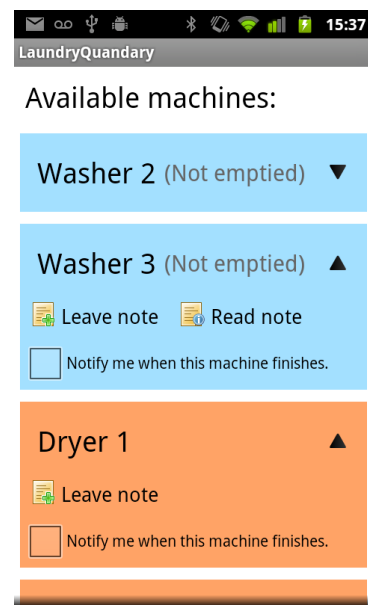 15:37
LaundryQuandary
Available machines:
Washer 2 (Not emptied)
Washer 3 (Not emptied)
Leave note Read note
Notify me when this machine finishes.
Dryer 1
Leave note
Notify me when this machine finishes.